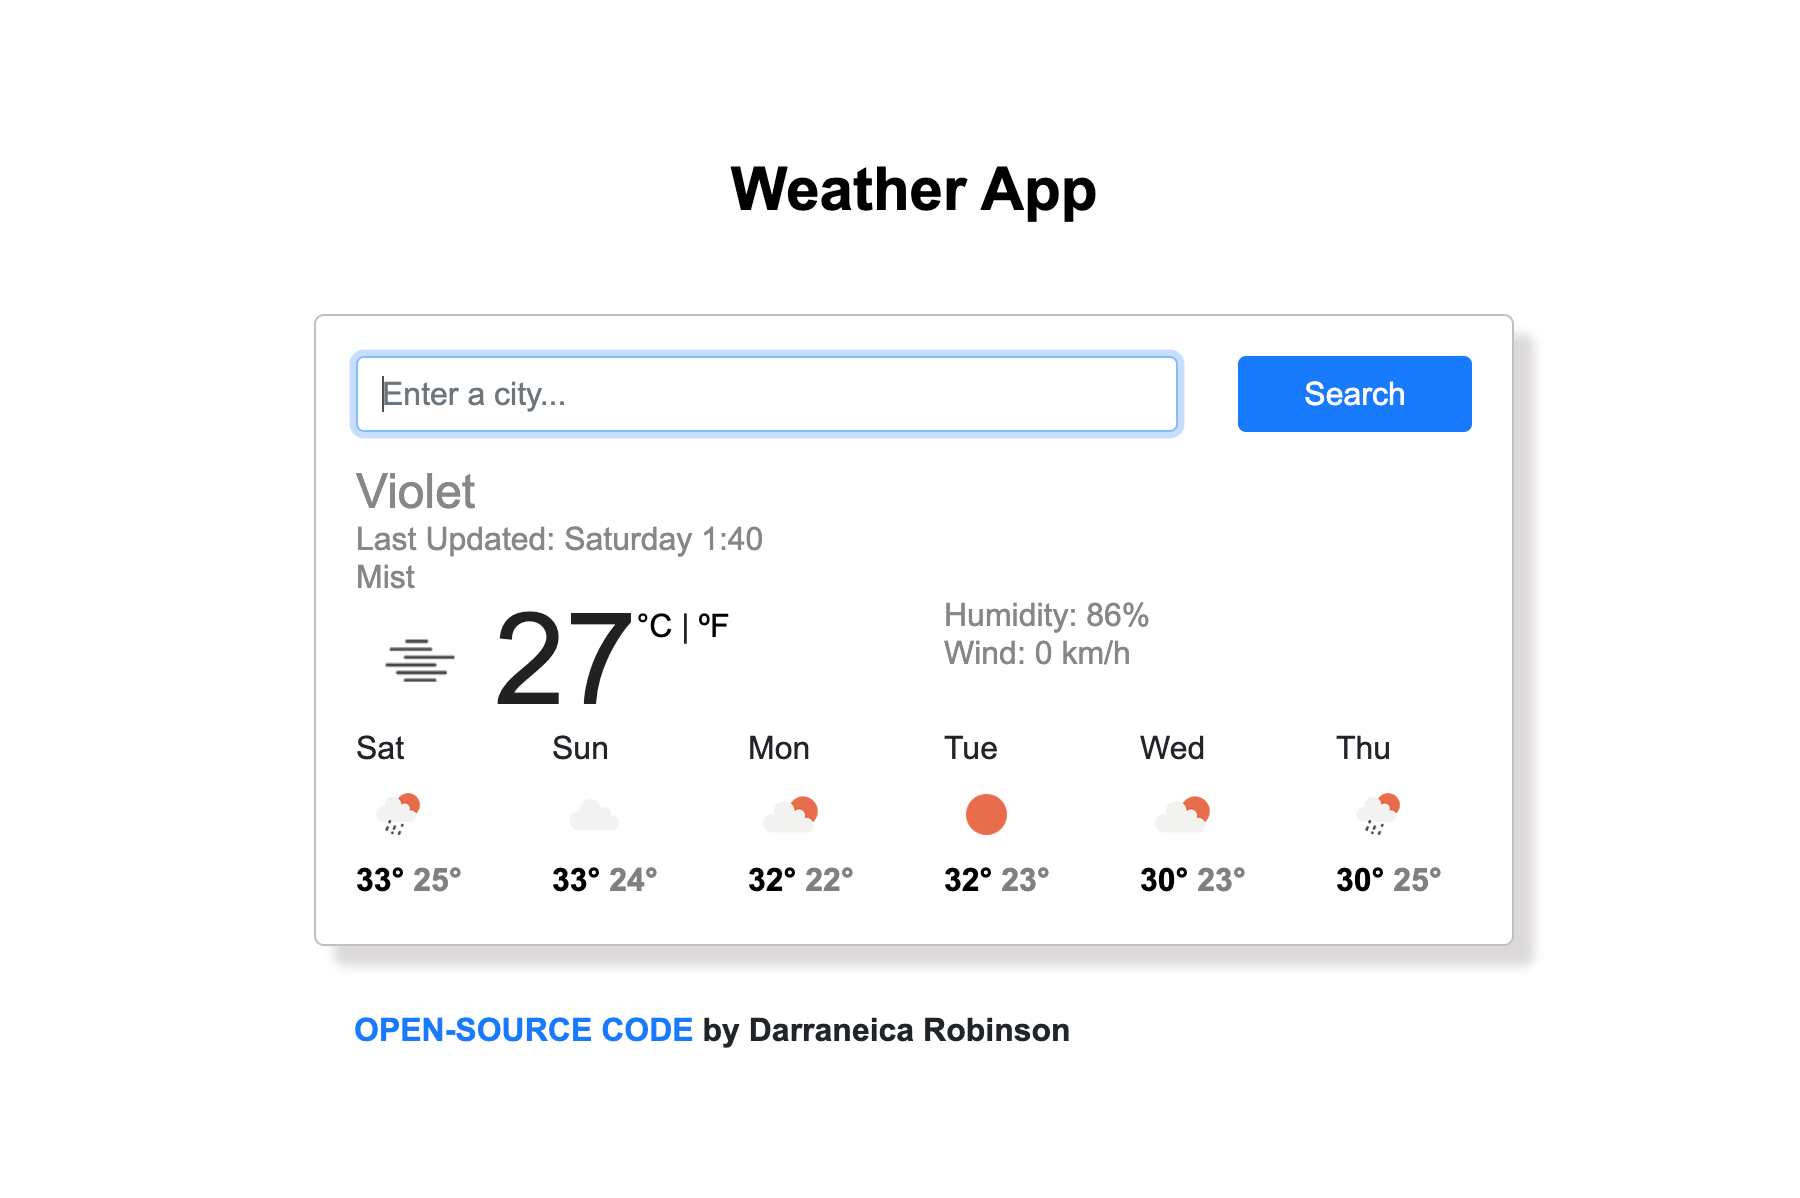 Weather App
Enter a city...
Search
Violet
Last Updated: Saturday 1:40
Mist
27 °C | ºF
Humidity: 86%
Wind: 0 km/h
Sat Sun Mon Tue Wed Thu
33° 25° 33° 24° 32° 22° 32° 23° 30° 23° 30° 25°
OPEN-SOURCE CODE by Darraneica Robinson